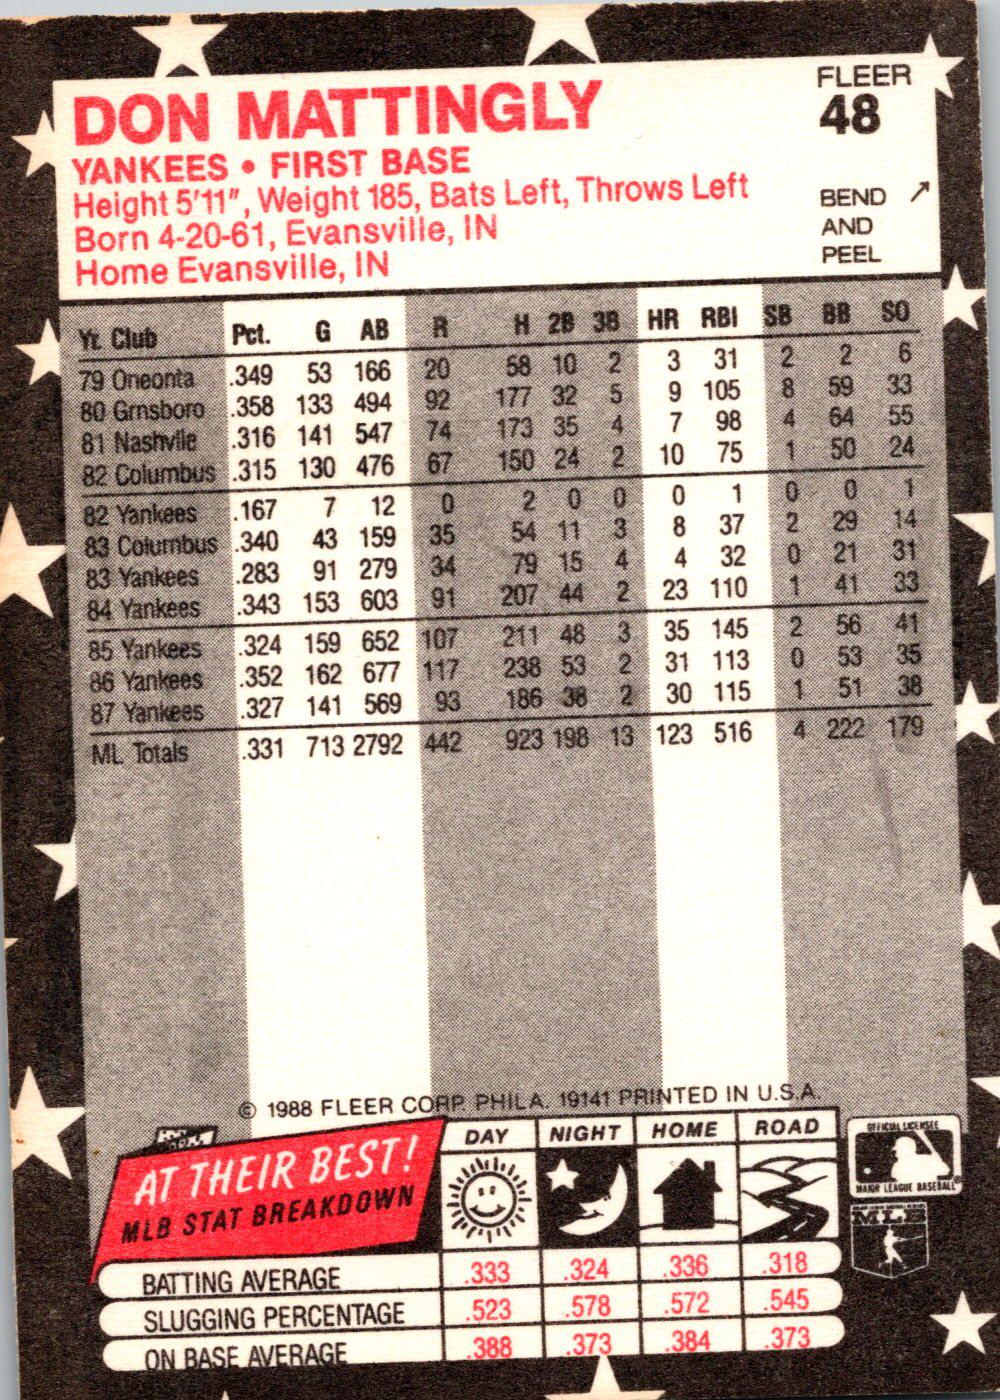 DON MATTINGLY
YANKEES • FIRST BASE
Height 5'11", Weight 185, Bats Left, Throws Left
Born 4-20-61, Evansville, IN
Home Evansville, IN
FLEER
48
BEND ↗
AND
PEEL
Yr. Club Pct. G AB R H 2B 3B HR RBI SB BB SO
79 Oneonta .349 53 166 20 58 10 2 3 31 2 2 6
80 Grnsboro .358 133 494 92 177 32 5 9 105 8 59 33
81 Nashvile .316 141 547 74 173 35 4 7 98 4 64 55
82 Columbus .315 130 476 67 150 24 2 10 75 1 50 24
82 Yankees .167 7 12 0 2 0 0 0 1 0 0 1
83 Columbus .340 43 159 35 54 11 3 8 37 2 29 14
83 Yankees .283 91 279 34 79 15 4 4 32 0 21 31
84 Yankees .343 153 603 91 207 44 2 23 110 1 41 33
85 Yankees .324 159 652 107 211 48 3 35 145 2 56 41
86 Yankees .352 162 677 117 238 53 2 31 113 0 53 35
87 Yankees .327 141 569 93 186 38 2 30 115 1 51 38
ML Totals .331 713 2792 442 923 198 13 123 516 4 222 179
© 1988 FLEER CORP. PHILA. 19141 PRINTED IN U.S.A.
AT THEIR BEST!
MLB STAT BREAKDOWN
DAY NIGHT HOME ROAD
BATTING AVERAGE .333 .324 .336 .318
SLUGGING PERCENTAGE .523 .578 .572 .545
ON BASE AVERAGE .388 .373 .384 .373
OFFICIAL LICENSEE
MAJOR LEAGUE BASEBALL®